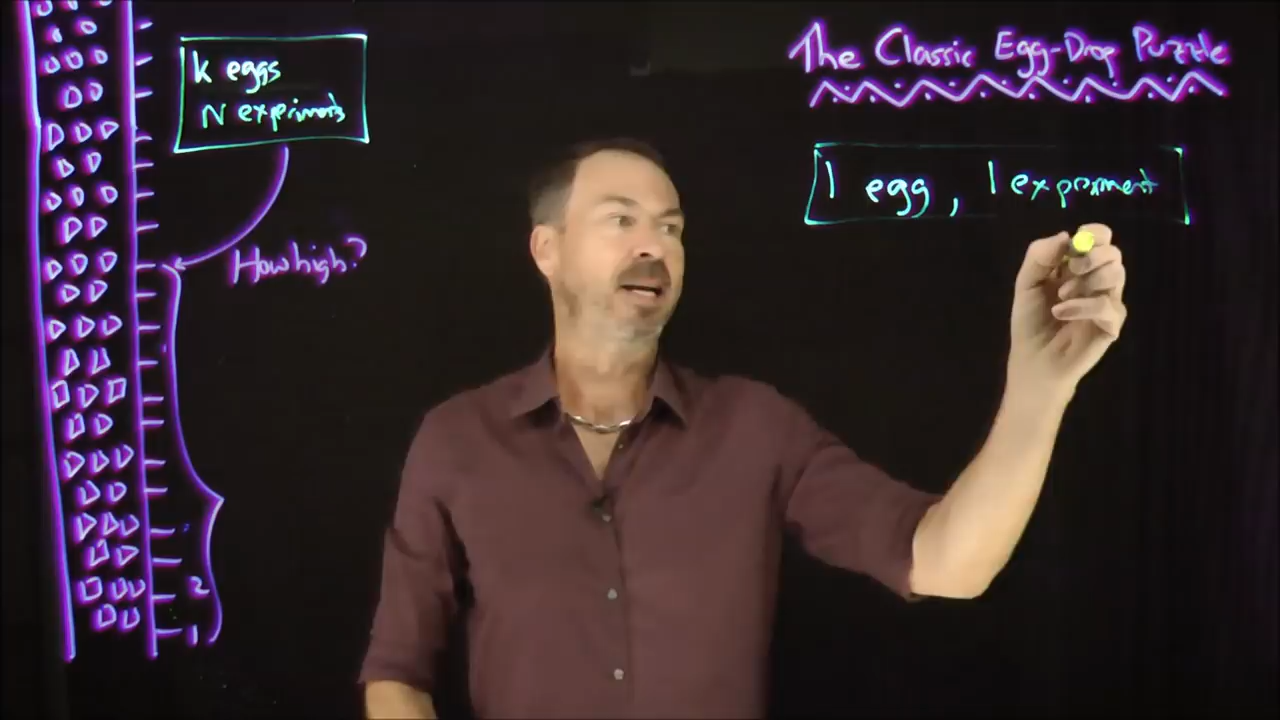 The Classic Egg-Drop Puzzle
K eggs
N experiments
1 egg, 1 experiment
How high?
2
1